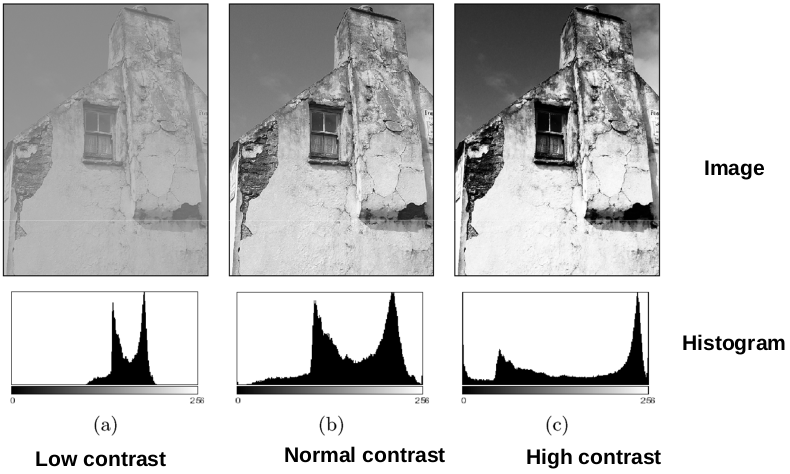 Image
Histogram
0 256 0 256 0 256
(a) (b) (c)
Low contrast Normal contrast High contrast